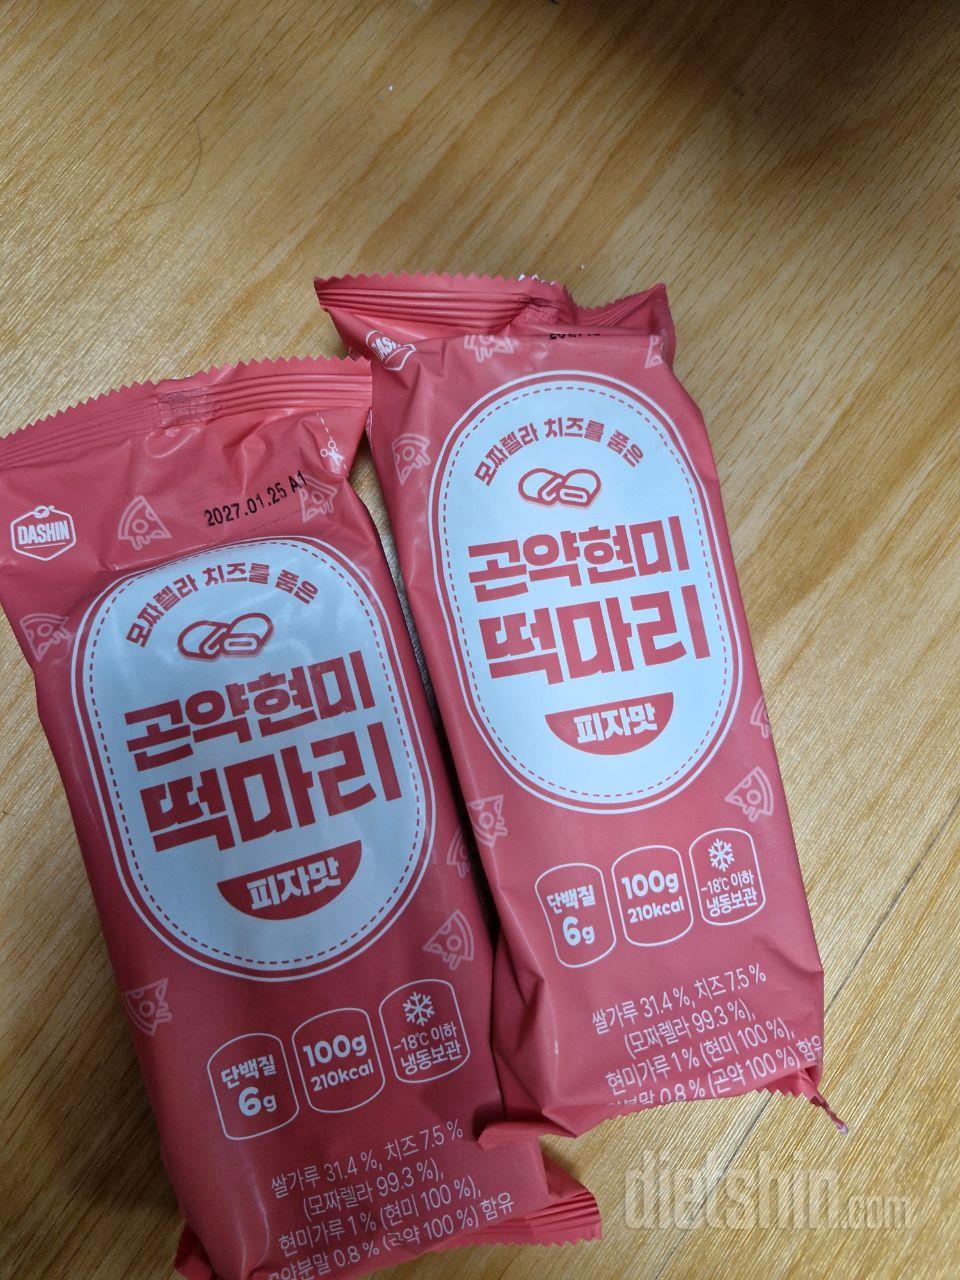 DASHIN
2027.01.25 A1
모짜렐라 치즈를 품은
곤약현미
떡마리
피자맛
단백질
6g
100g
210kcal
-18℃ 이하
냉동보관
쌀가루 31.4 %, 치즈 7.5 %
(모짜렐라 99.3 %),
현미가루 1 % (현미 100 %),
곤약분말 0.8 % (곤약 100 %) 함유
모짜렐라 치즈를 품은
곤약현미
떡마리
피자맛
단백질
6g
100g
210kcal
-18℃ 이하
냉동보관
쌀가루 31.4 %, 치즈 7.5 %
(모짜렐라 99.3 %),
현미가루 1 % (현미 100 %),
0.8 % (곤약 100 %) 함유
dietshin.com